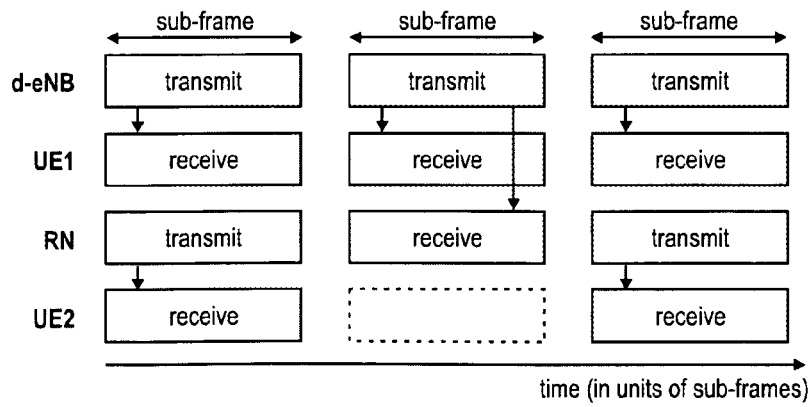 sub-frame sub-frame sub-frame
d-eNB transmit transmit transmit
UE1 receive receive receive
RN transmit receive transmit
UE2 receive receive
time (in units of sub-frames)